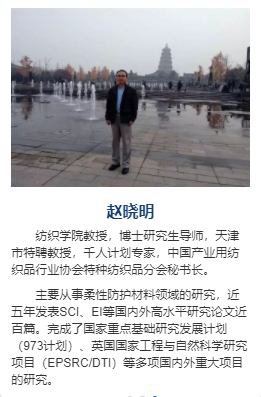 赵晓明
纺织学院教授，博士研究生导师，天津
市特聘教授，千人计划专家，中国产业用纺
织品行业协会特种纺织品分会秘书长。
主要从事柔性防护材料领域的研究，近
五年发表SCI、EI等国内外高水平研究论文近
百篇。完成了国家重点基础研究发展计划
（973计划）、英国国家工程与自然科学研究
项目（EPSRC/DTI）等多项国内外重大项目
的研究。